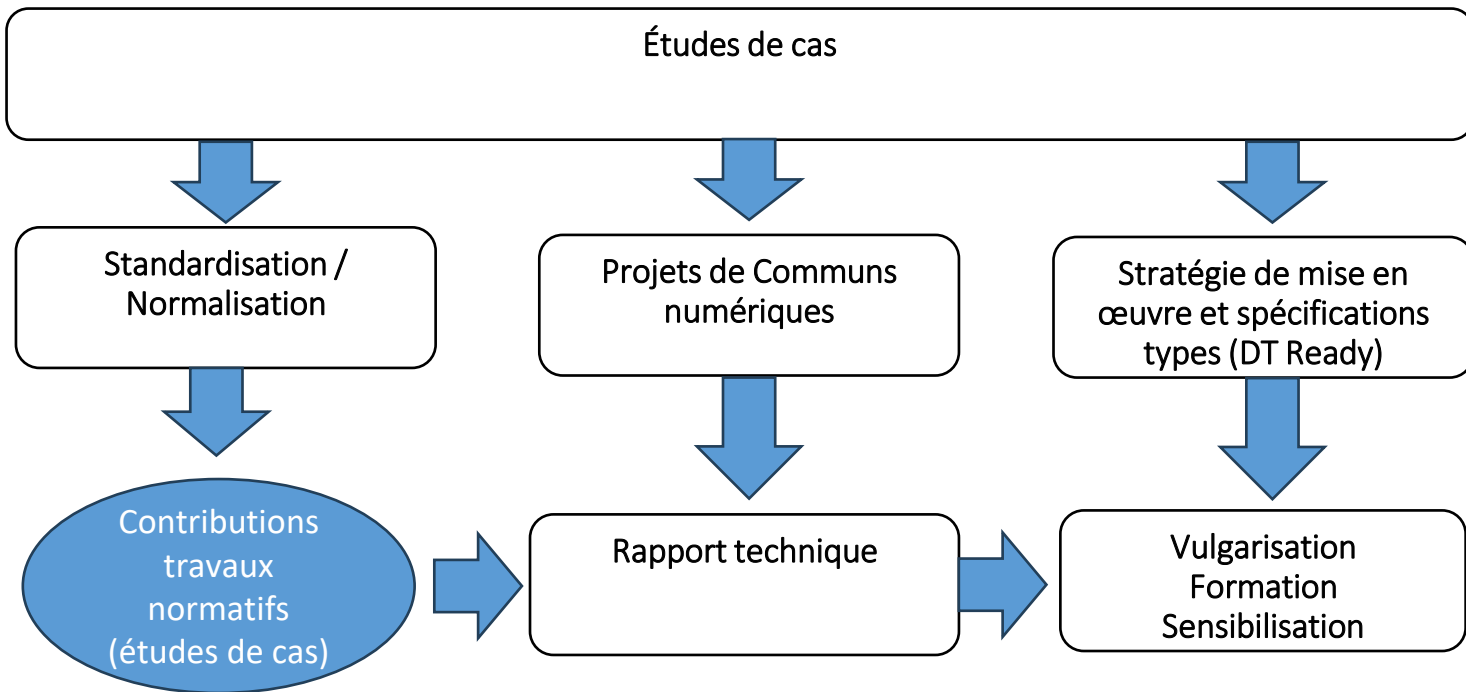 Études de cas
Standardisation /
Normalisation
Projets de Communs
numériques
Stratégie de mise en
œuvre et spécifications
types (DT Ready)
Contributions
travaux
normatifs
(études de cas)
Rapport technique
Vulgarisation
Formation
Sensibilisation